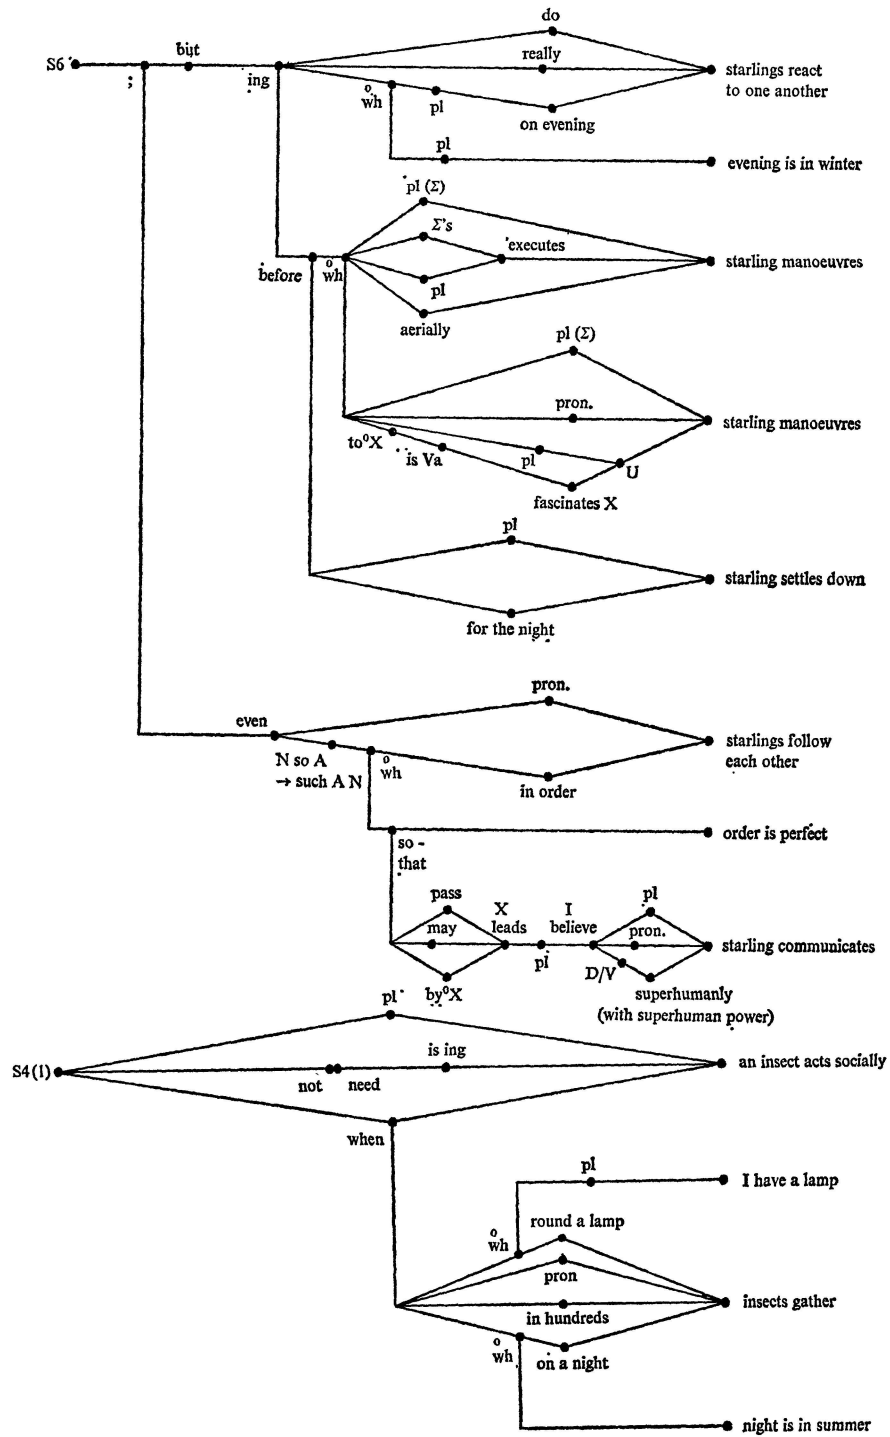 do
S6
;
but
ing
really
starlings react
to one another
o
wh
pl
on evening
pl
evening is in winter
pl (Σ)
Σ's
executes
before
o
wh
pl
starling manoeuvres
aerially
pl (Σ)
pron.
starling manoeuvres
to⁰X
is Va
pl
U
fascinates X
pl
starling settles down
for the night
pron.
even
starlings follow
each other
N so A
→ such A N
o
wh
in order
order is perfect
so -
that
pass
may
X
leads
I
believe
pl
pron.
pl
starling communicates
D/V
by⁰X
superhumanly
(with superhuman power)
pl
is ing
S4 (1)
an insect acts socially
not
need
when
pl
I have a lamp
round a lamp
o
wh
pron
insects gather
in hundreds
o
wh
on a night
night is in summer